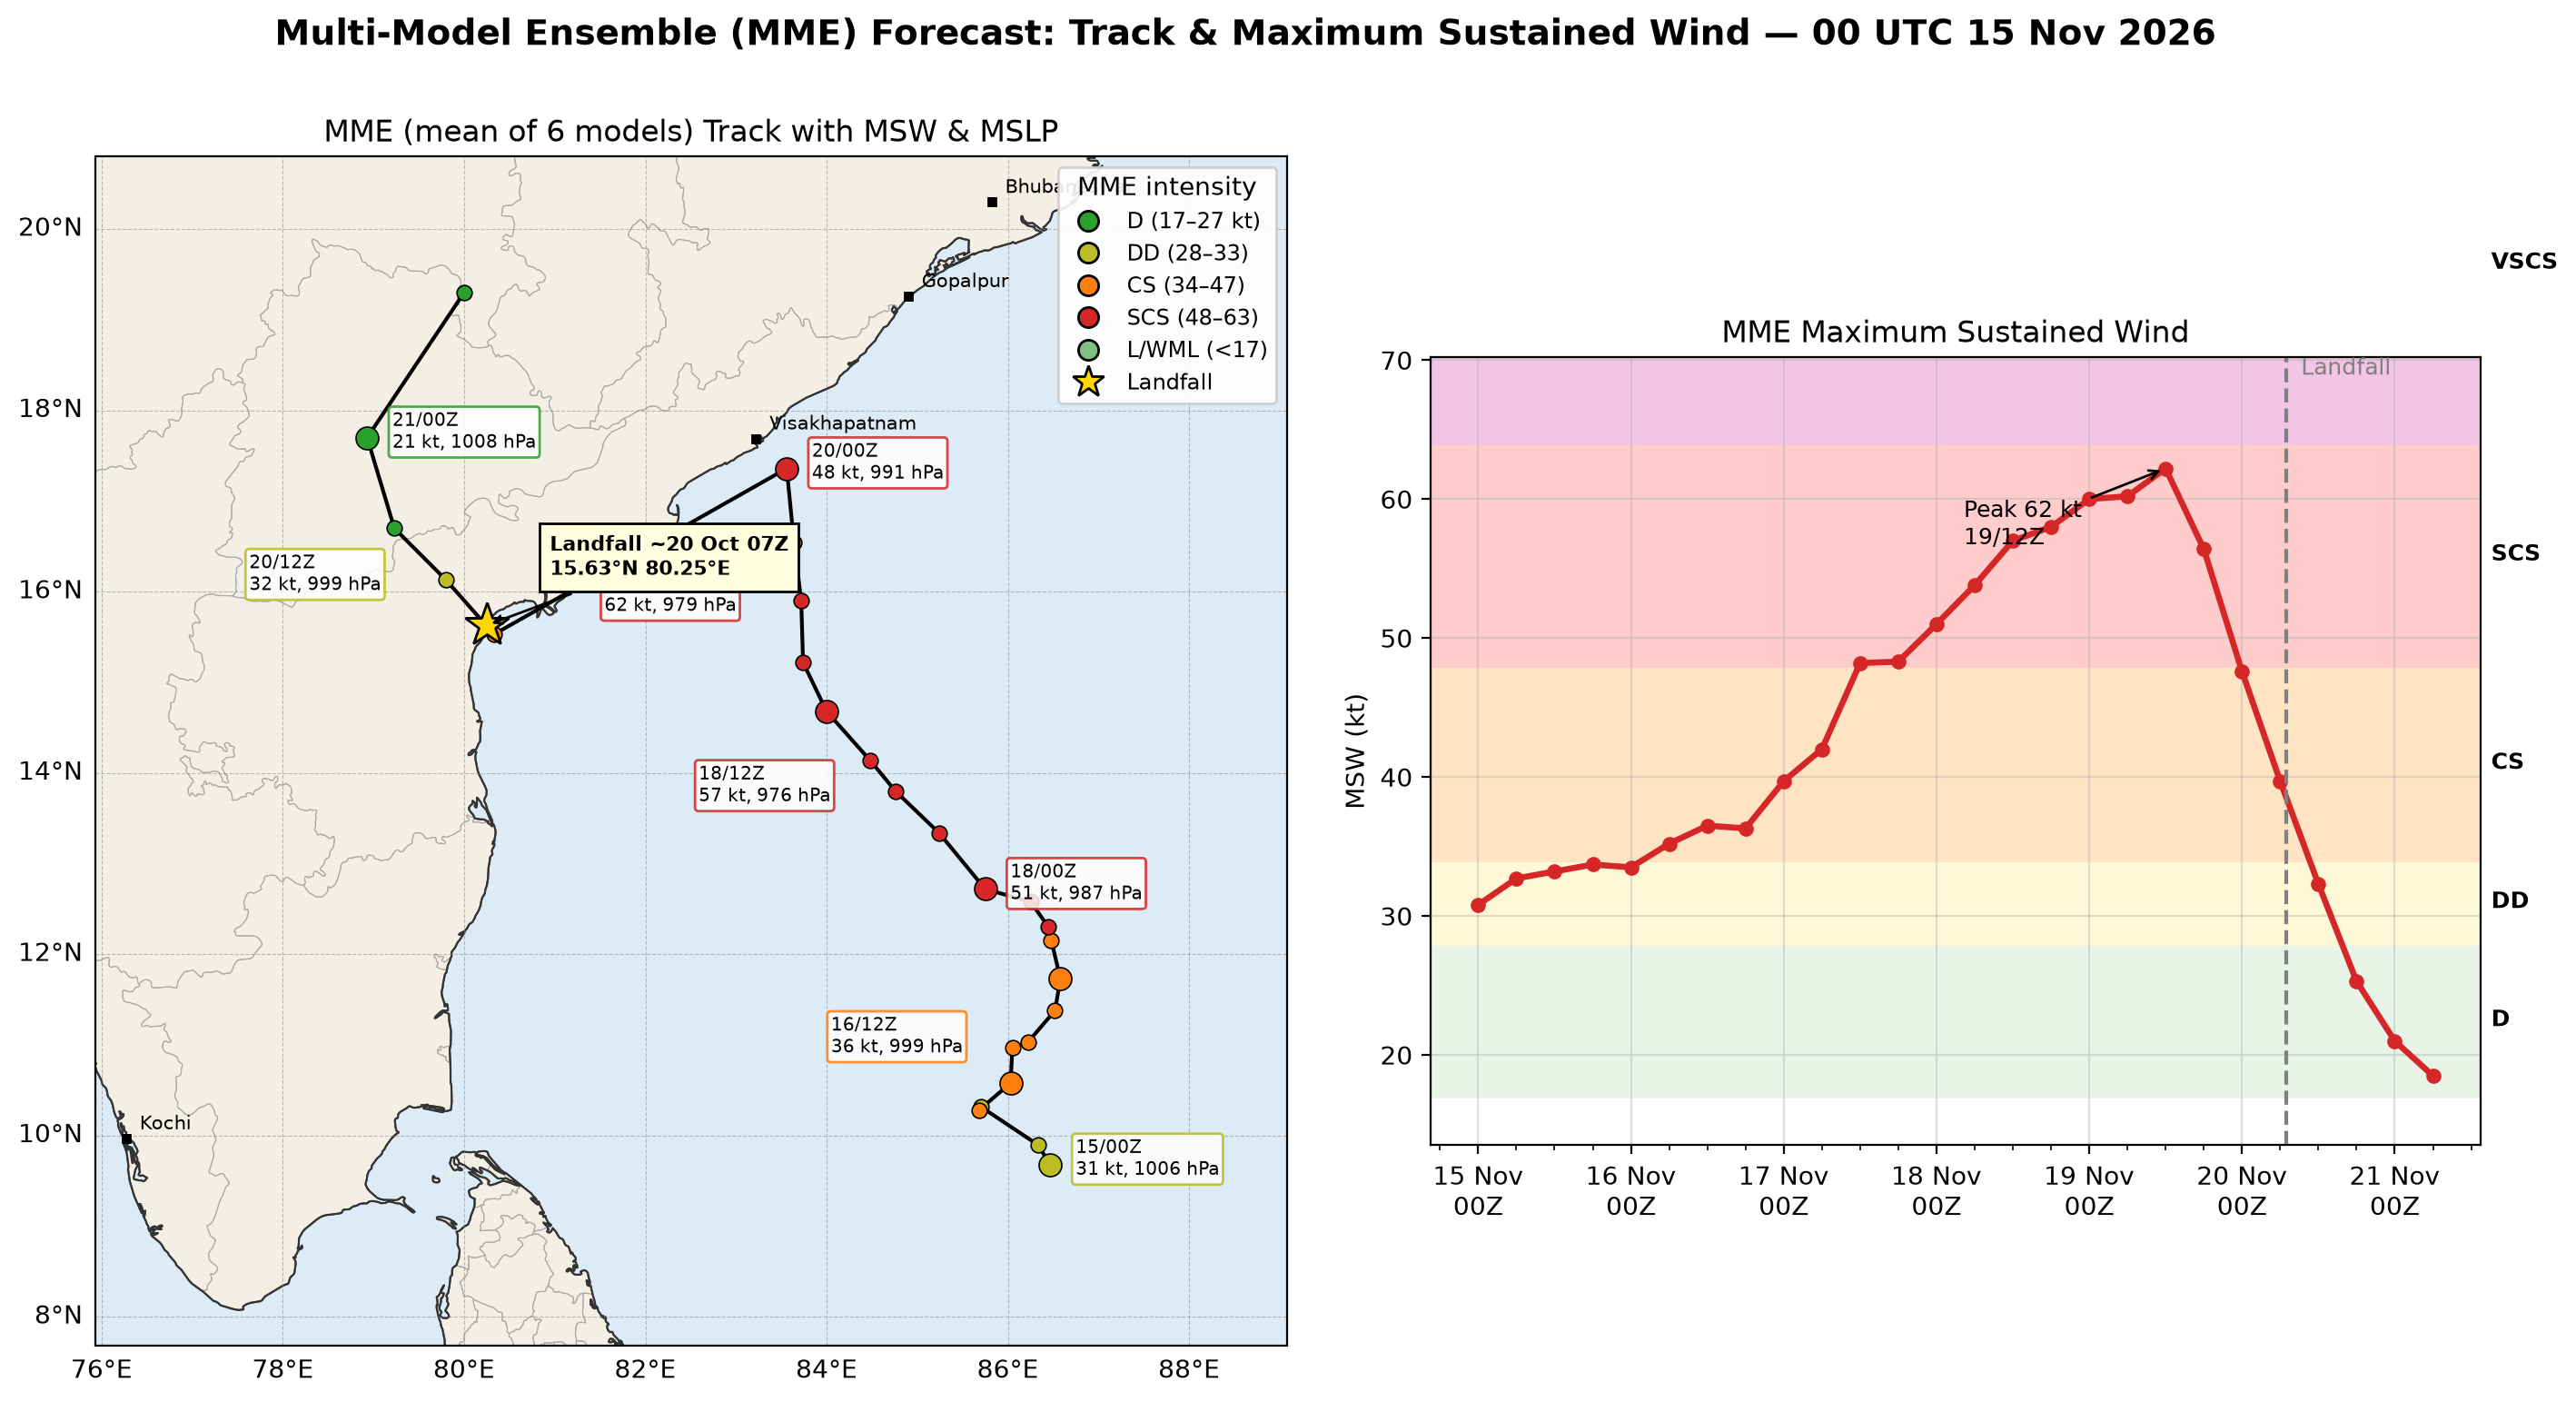 Multi-Model Ensemble (MME) Forecast: Track & Maximum Sustained Wind — 00 UTC 15 Nov 2026
MME (mean of 6 models) Track with MSW & MSLP
MME intensity
D (17–27 kt)
DD (28–33)
CS (34–47)
SCS (48–63)
L/WML (<17)
Landfall
Gopalpur
Visakhapatnam
Kochi
21/00Z
21 kt, 1008 hPa
20/00Z
48 kt, 991 hPa
20/12Z
32 kt, 999 hPa
Landfall ~20 Oct 07Z
15.63°N 80.25°E
62 kt, 979 hPa
18/12Z
57 kt, 976 hPa
18/00Z
51 kt, 987 hPa
16/12Z
36 kt, 999 hPa
15/00Z
31 kt, 1006 hPa
20°N
18°N
16°N
14°N
12°N
10°N
8°N
76°E
78°E
80°E
82°E
84°E
86°E
88°E
MME Maximum Sustained Wind
VSCS
SCS
CS
DD
D
Landfall
Peak 62 kt
19/12Z
MSW (kt)
70
60
50
40
30
20
15 Nov
00Z
16 Nov
00Z
17 Nov
00Z
18 Nov
00Z
19 Nov
00Z
20 Nov
00Z
21 Nov
00Z